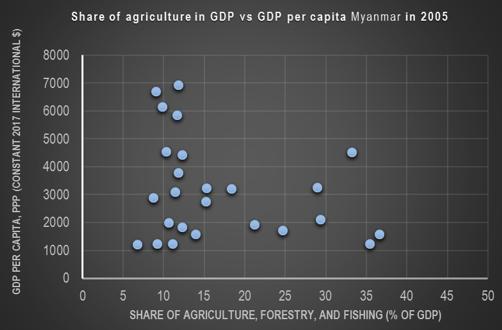 Share of agriculture in GDP vs GDP per capita Myanmar in 2005
GDP PER CAPITA, PPP (CONSTANT 2017 INTERNATIONAL $)
8000
7000
6000
5000
4000
3000
2000
1000
0
0 5 10 15 20 25 30 35 40 45 50
SHARE OF AGRICULTURE, FORESTRY, AND FISHING (% OF GDP)